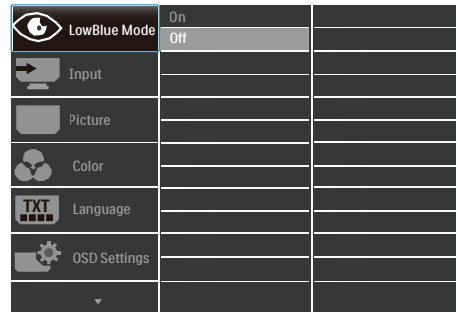 LowBlue Mode
On
Off
Input
Picture
Color
TXT
Language
OSD Settings